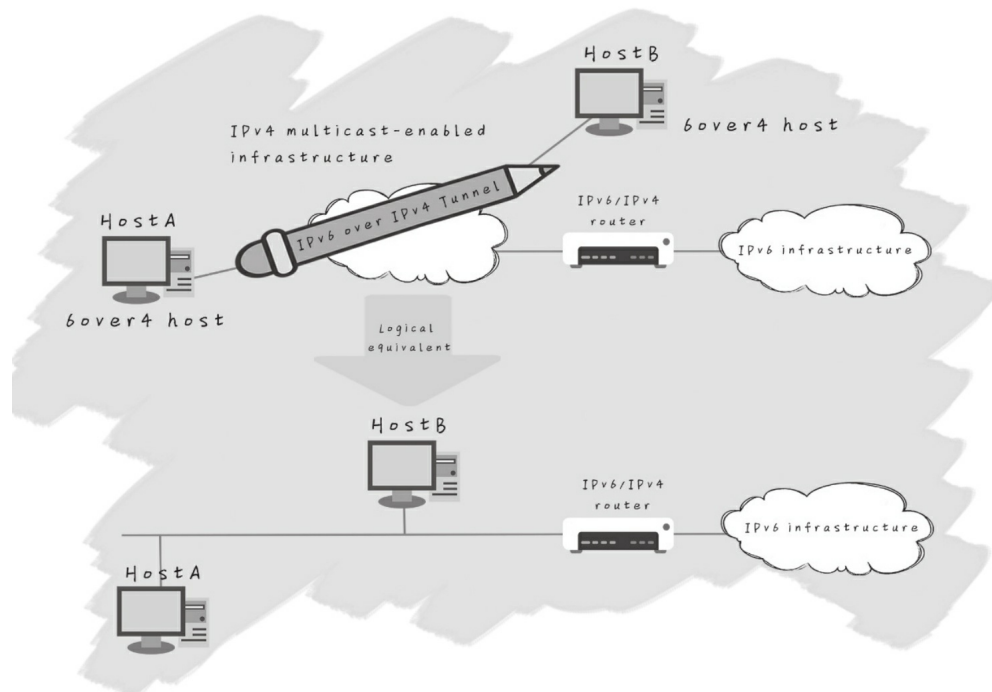 HostB
6over4 host
IPv4 multicast-enabled
infrastructure
IPv6 over IPv4 Tunnel
HostA
6over4 host
IPv6/IPv4
router
IPv6 infrastructure
Logical
equivalent
HostB
IPv6/IPv4
router
IPv6 infrastructure
HostA